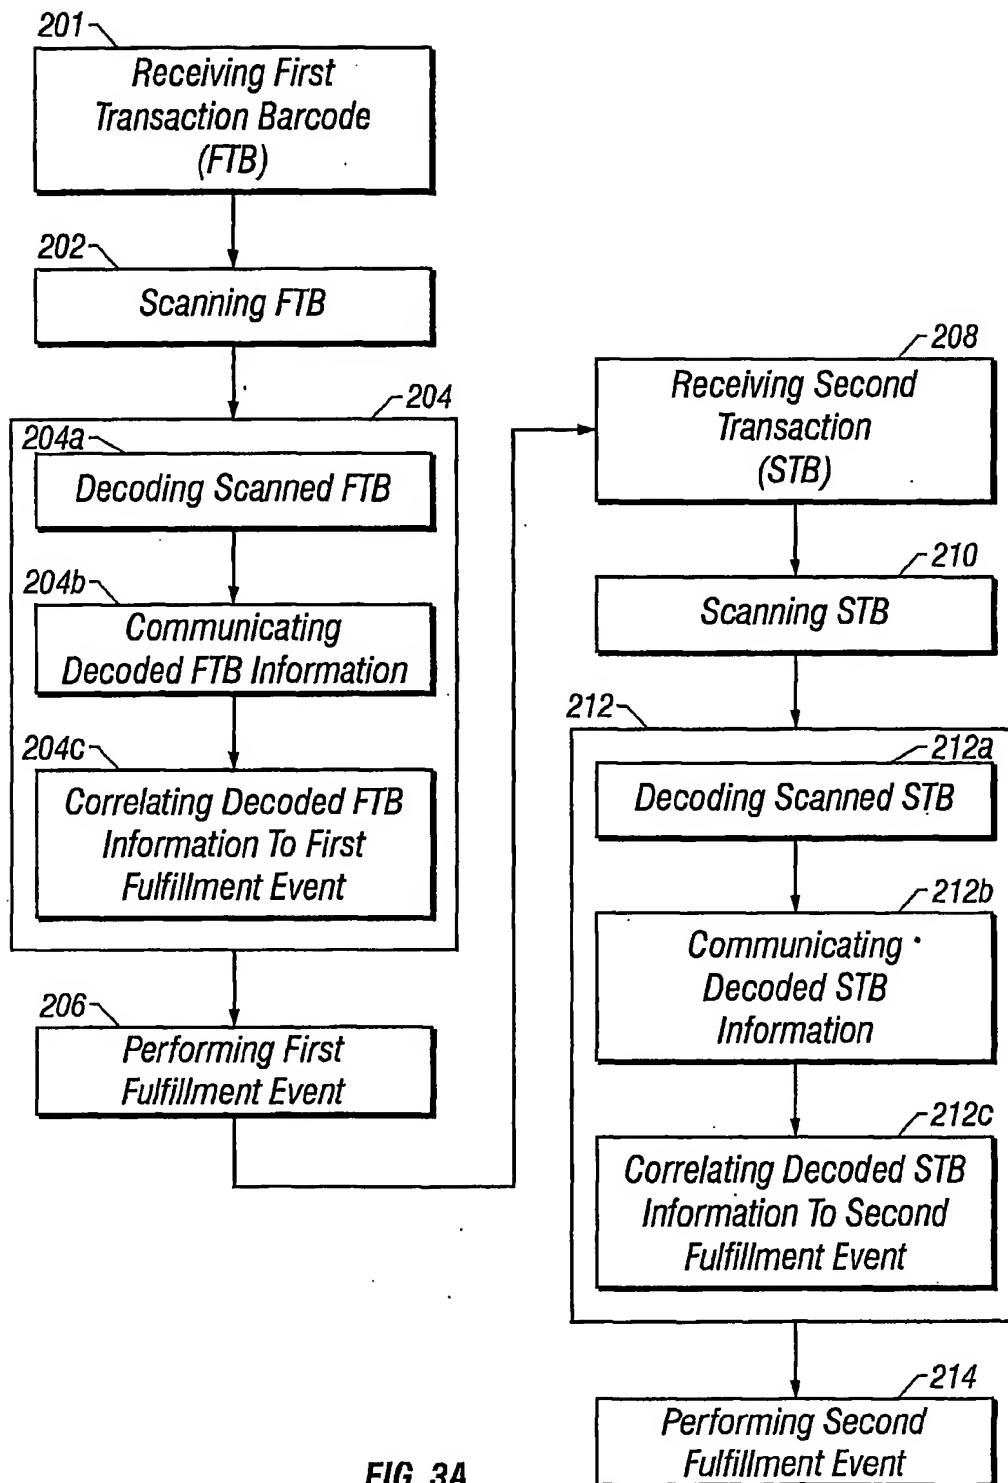 201
Receiving First
Transaction Barcode
(FTB)
202
Scanning FTB
204
204a
Decoding Scanned FTB
204b
Communicating
Decoded FTB Information
204c
Correlating Decoded FTB
Information To First
Fulfillment Event
206
Performing First
Fulfillment Event
208
Receiving Second
Transaction
(STB)
210
Scanning STB
212
212a
Decoding Scanned STB
212b
Communicating
Decoded STB
Information
212c
Correlating Decoded STB
Information To Second
Fulfillment Event
214
Performing Second
Fulfillment Event
FIG. 3A